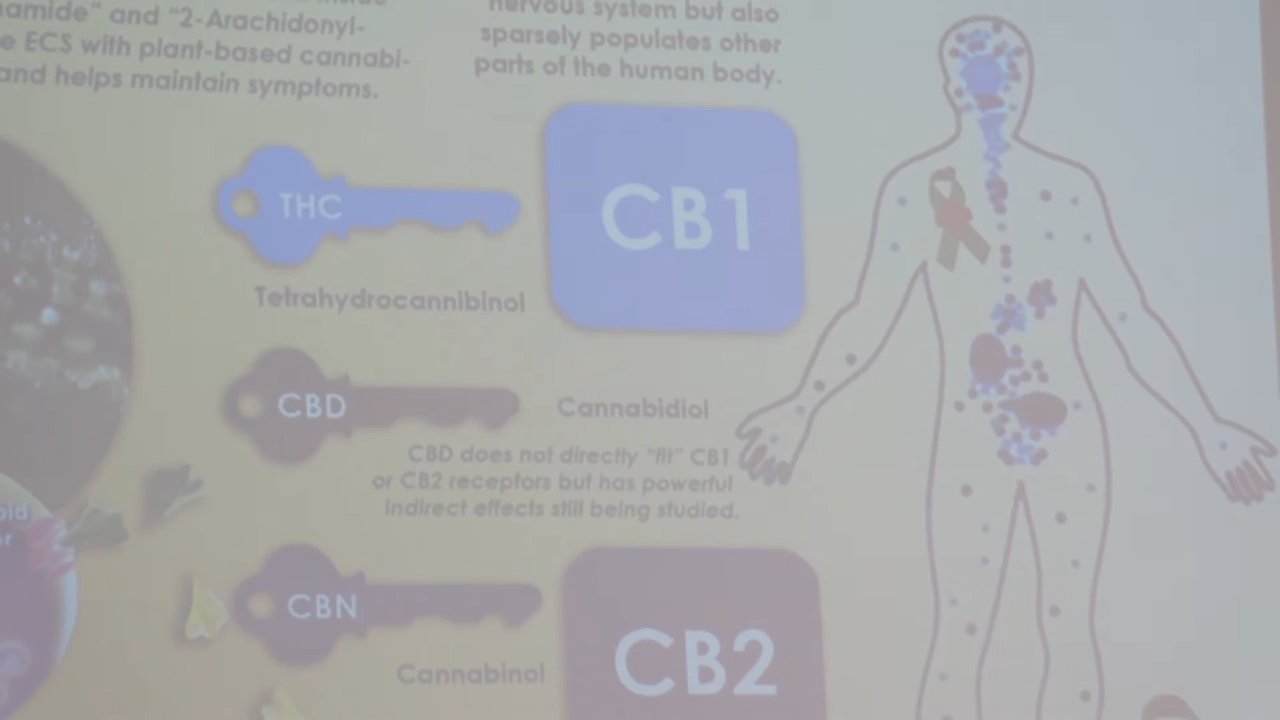 amide" and "2-Arachidonyl-
e ECS with plant-based cannabi-
and helps maintain symptoms.
nervous system but also
sparsely populates other
parts of the human body.
THC
CB1
Tetrahydrocannibinol
CBD
Cannabidiol
CBD does not directly "fit" CB1
or CB2 receptors but has powerful
indirect effects still being studied.
CBN
CB2
Cannabinol